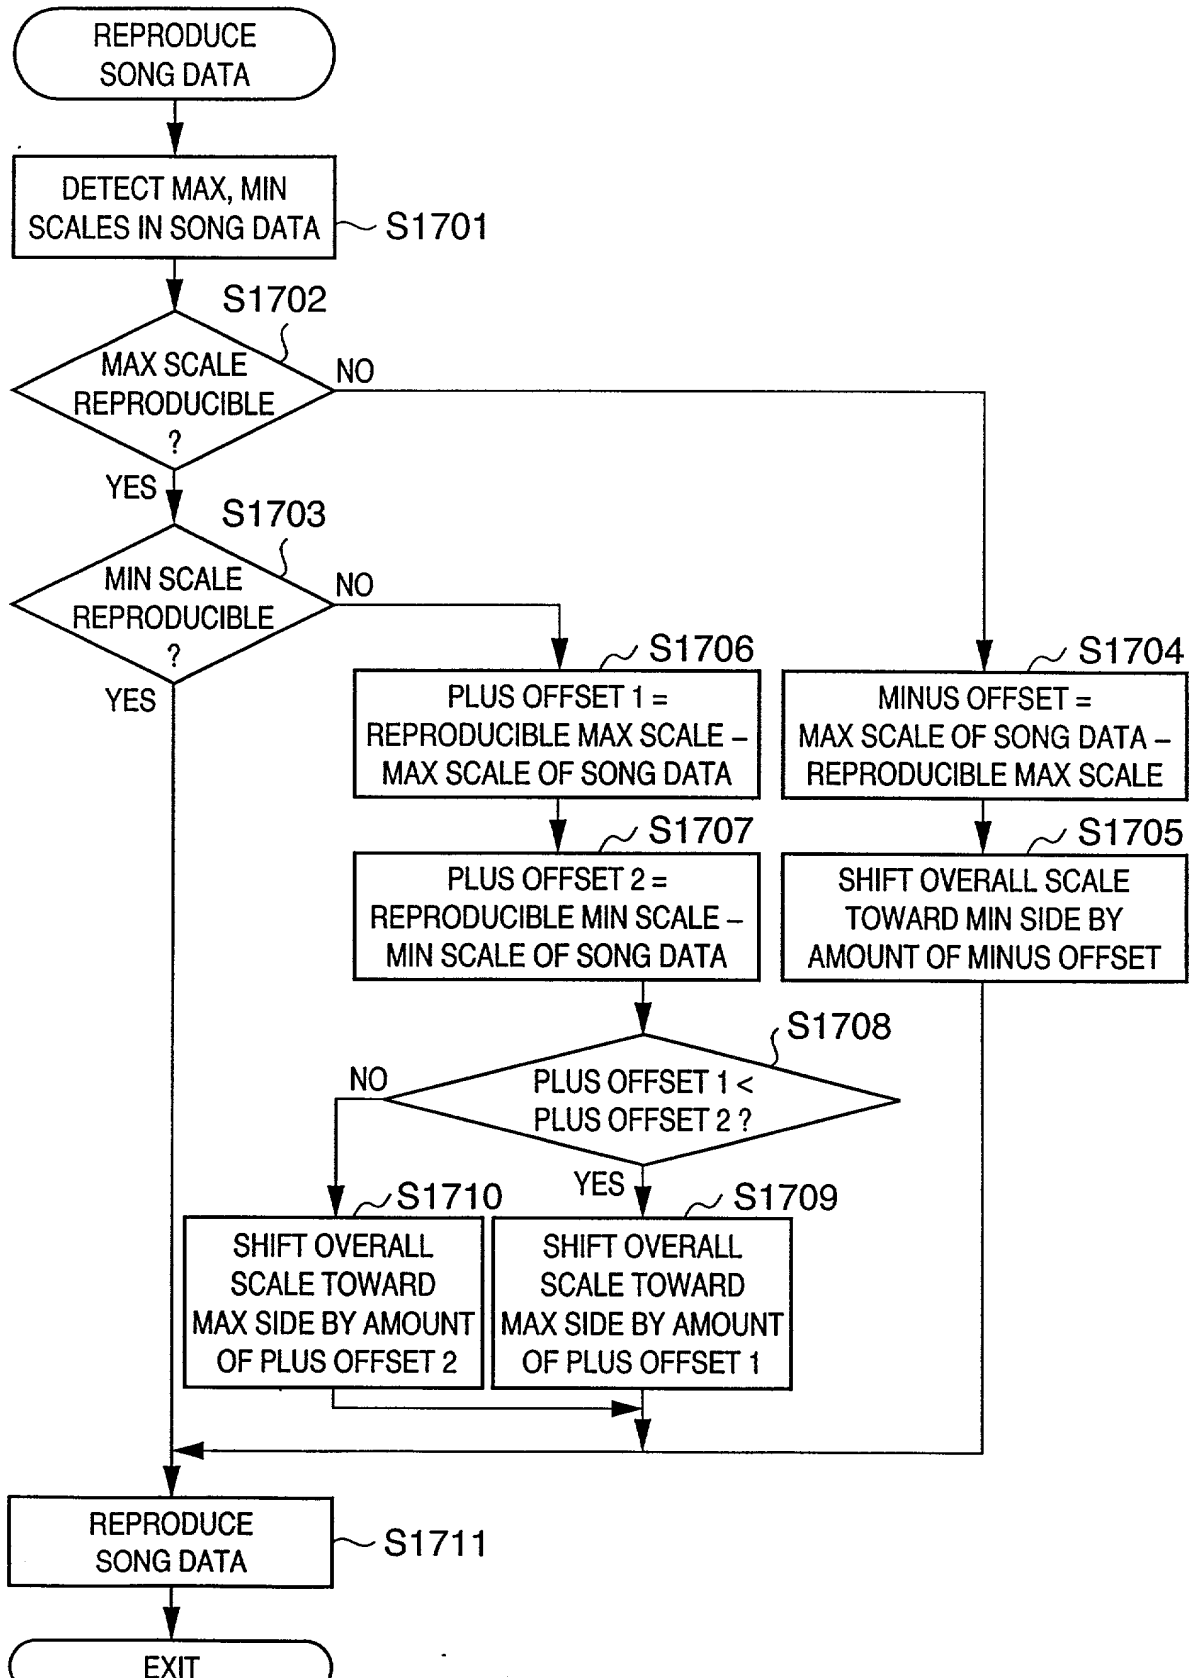 REPRODUCE
SONG DATA
DETECT MAX, MIN
SCALES IN SONG DATA
S1701
S1702
MAX SCALE
REPRODUCIBLE
?
NO
YES
S1703
MIN SCALE
REPRODUCIBLE
?
NO
YES
S1706
PLUS OFFSET 1 =
REPRODUCIBLE MAX SCALE –
MAX SCALE OF SONG DATA
S1704
MINUS OFFSET =
MAX SCALE OF SONG DATA –
REPRODUCIBLE MAX SCALE
S1707
PLUS OFFSET 2 =
REPRODUCIBLE MIN SCALE –
MIN SCALE OF SONG DATA
S1705
SHIFT OVERALL SCALE
TOWARD MIN SIDE BY
AMOUNT OF MINUS OFFSET
S1708
PLUS OFFSET 1 <
PLUS OFFSET 2 ?
NO
YES
S1710
SHIFT OVERALL
SCALE TOWARD
MAX SIDE BY AMOUNT
OF PLUS OFFSET 2
S1709
SHIFT OVERALL
SCALE TOWARD
MAX SIDE BY AMOUNT
OF PLUS OFFSET 1
REPRODUCE
SONG DATA
S1711
EXIT